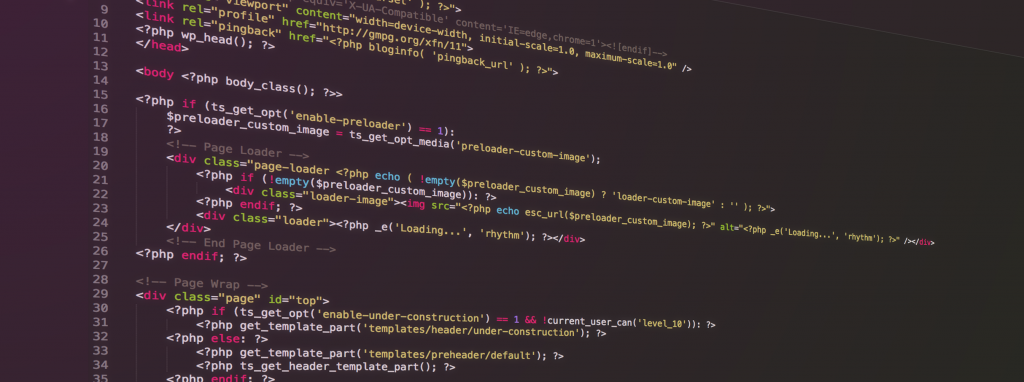 ); ?>">
'X-UA-Compatible' content='IE=edge,chrome=1'><![endif]-->
viewport" content="width=device-width, initial-scale=1.0, maximum-scale=1.0" />
<link rel="profile" href="http://gmpg.org/xfn/11">
9 <link rel="pingback" href="<?php bloginfo( 'pingback_url' ); ?>">
10 <?php wp_head(); ?>
11 </head>
12
13 <body <?php body_class(); ?>>
14
15 <?php if (ts_get_opt('enable-preloader') == 1):
16 $preloader_custom_image = ts_get_opt_media('preloader-custom-image');
17 ?>
18 <!-- Page Loader -->
19 <div class="page-loader <?php echo ( !empty($preloader_custom_image) ? 'loader-custom-image' : '' ); ?>">
20 <?php if (!empty($preloader_custom_image)): ?>
21 <div class="loader-image"><img src="<?php echo esc_url($preloader_custom_image); ?>" alt="<?php _e('Loading...', 'rhythm'); ?>" /></div>
22 <?php endif; ?>
23 <div class="loader"><?php _e('Loading...', 'rhythm'); ?></div>
24 </div>
25 <!-- End Page Loader -->
26 <?php endif; ?>
27
28 <!-- Page Wrap -->
29 <div class="page" id="top">
30 <?php if (ts_get_opt('enable-under-construction') == 1 && !current_user_can('level_10')): ?>
31 <?php get_template_part('templates/header/under-construction'); ?>
32 <?php else: ?>
33 <?php get_template_part('templates/preheader/default'); ?>
34 <?php ts_get_header_template_part(); ?>
35 <?php endif; ?>